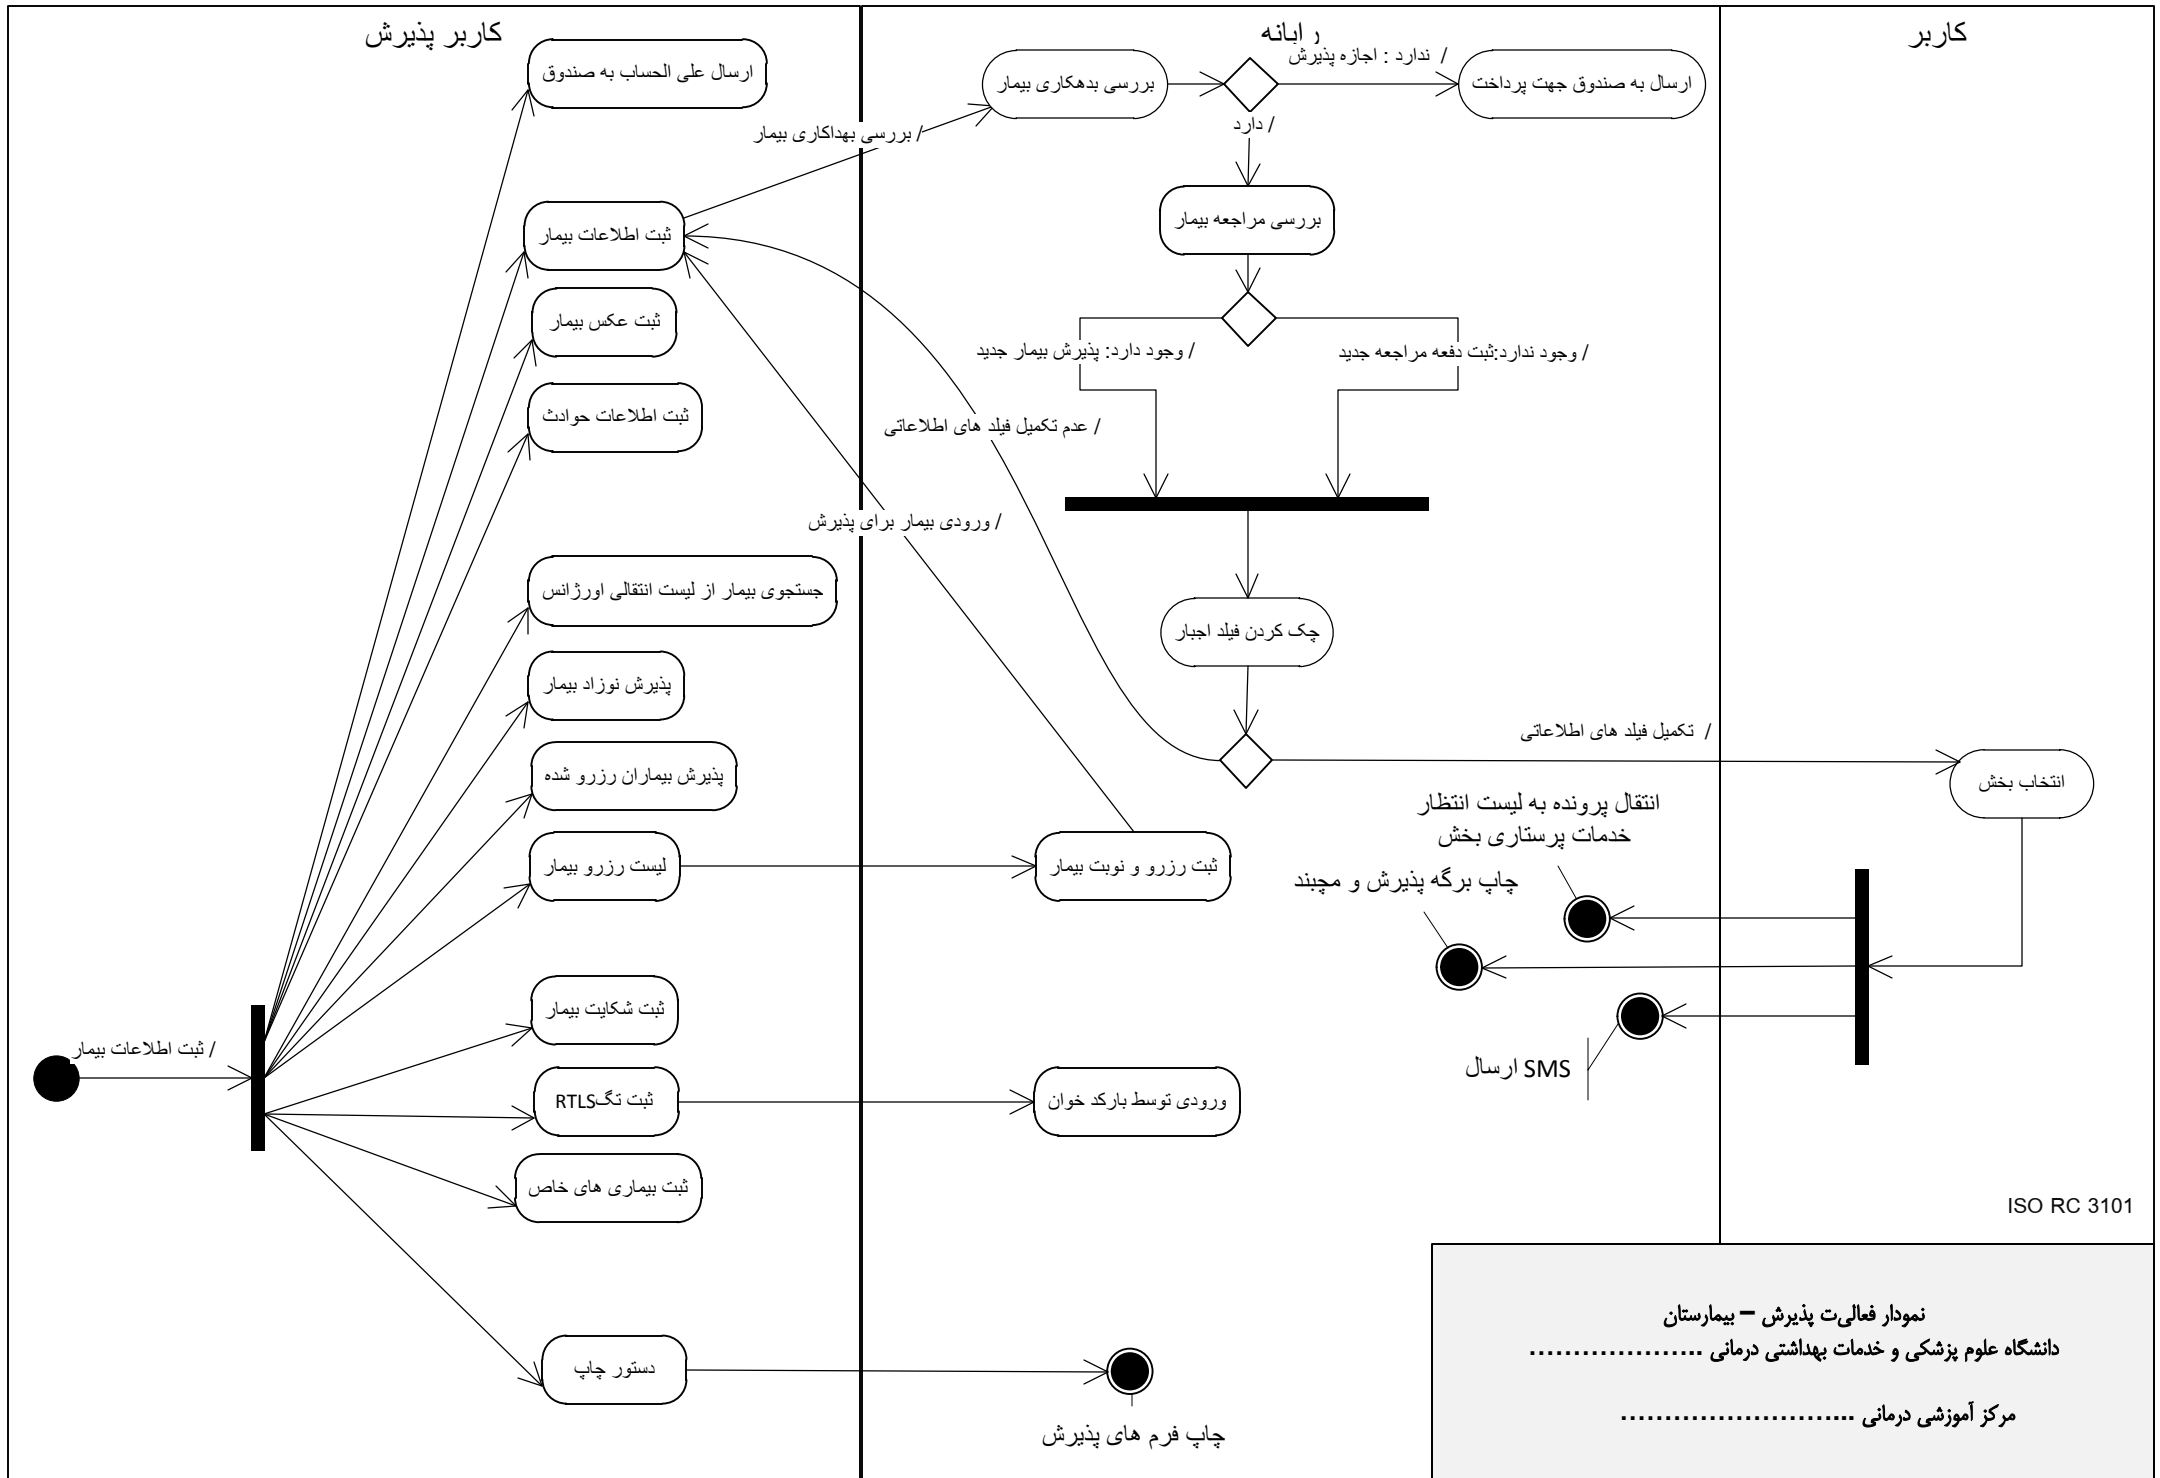 کاربر پذیرش
رابانه
کاربر
ارسال علی الحساب به صندوق
بررسی بدهکاری بیمار
/ ندارد : اجازه پذیرش
ارسال به صندوق جهت پرداخت
/ دارد
/ بررسی بهداکاری بیمار
ثبت اطلاعات بیمار
بررسی مراجعه بیمار
ثبت عکس بیمار
/ وجود دارد: پذیرش بیمار جدید
/ وجود ندارد:ثبت دفعه مراجعه جدید
ثبت اطلاعات حوادث
/ عدم تکمیل فیلد های اطلاعاتی
/ ورودی بیمار برای پذیرش
جستجوی بیمار از لیست انتقالی اورژانس
چک کردن فیلد اجبار
پذیرش نوزاد بیمار
/ تکمیل فیلد های اطلاعاتی
پذیرش بیماران رزرو شده
انتخاب بخش
انتقال پرونده به لیست انتظار
خدمات پرستاری بخش
لیست رزرو بیمار
ثبت رزرو و نوبت بیمار
چاپ برگه پذیرش و مچبند
ثبت شکایت بیمار
/ ثبت اطلاعات بیمار
ارسال SMS
ثبت تگRTLS
ورودی توسط بارکد خوان
ثبت بیماری های خاص
ISO RC 3101
دستور چاپ
چاپ فرم های پذیرش
نمودار فعالیت پذیرش – بیمارستان
دانشگاه علوم پزشکی و خدمات بهداشتی درمانی ....................
مرکز آموزشی درمانی ...........................